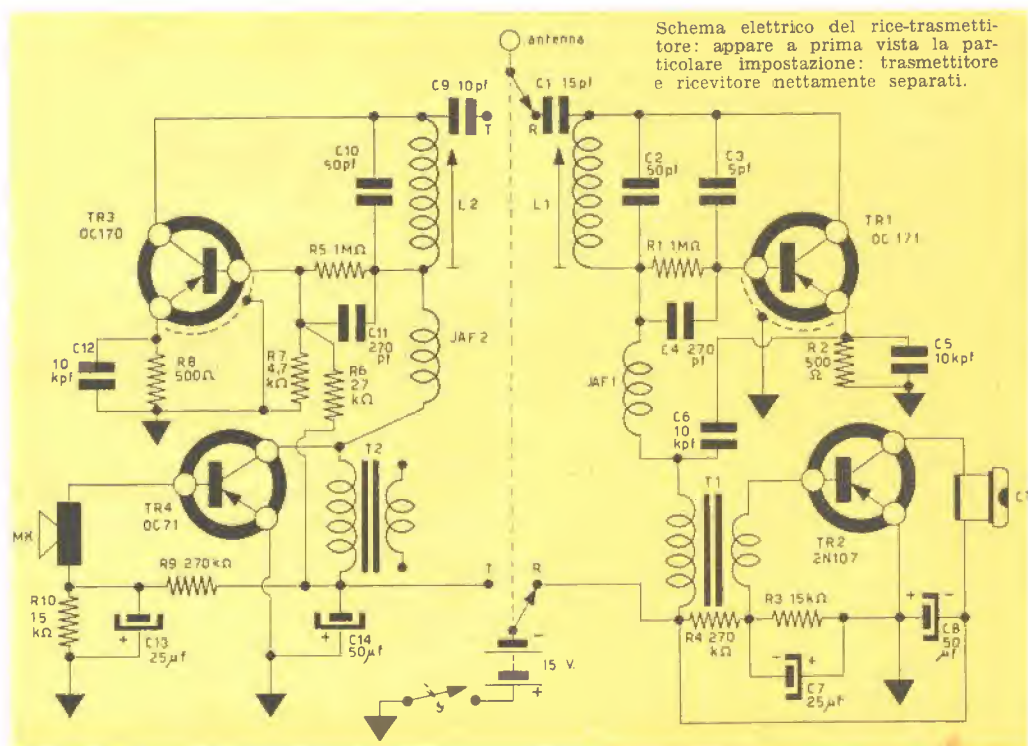 Schema elettrico del rice-trasmetti-
tore: appare a prima vista la par-
ticolare impostazione: trasmettitore
e ricevitore nettamente separati.
antenna
C9 10pf
T
C1 15pf
R
C10
50pf
L2
L1
C2
50pf
C3
5pf
TR3
OC170
TR1
OC 171
R5 1MΩ
R1 1MΩ
C11
270
pf
C4 270
pf
JAF2
JAF1
C12
10
kpf
R8
500Ω
R7
4,7
kΩ
R6
27
kΩ
R2
500
Ω
C5
10kpf
C6
10
kpf
T2
T1
TR4
OC71
TR2
2N107
MK
R9 270kΩ
T
R
R10
15
kΩ
+
C13
25µf
+
C14
50µf
-
15 V.
+
S
R3 15kΩ
R4 270
kΩ
- +
C7
25µf
+ -
C8
50
µf